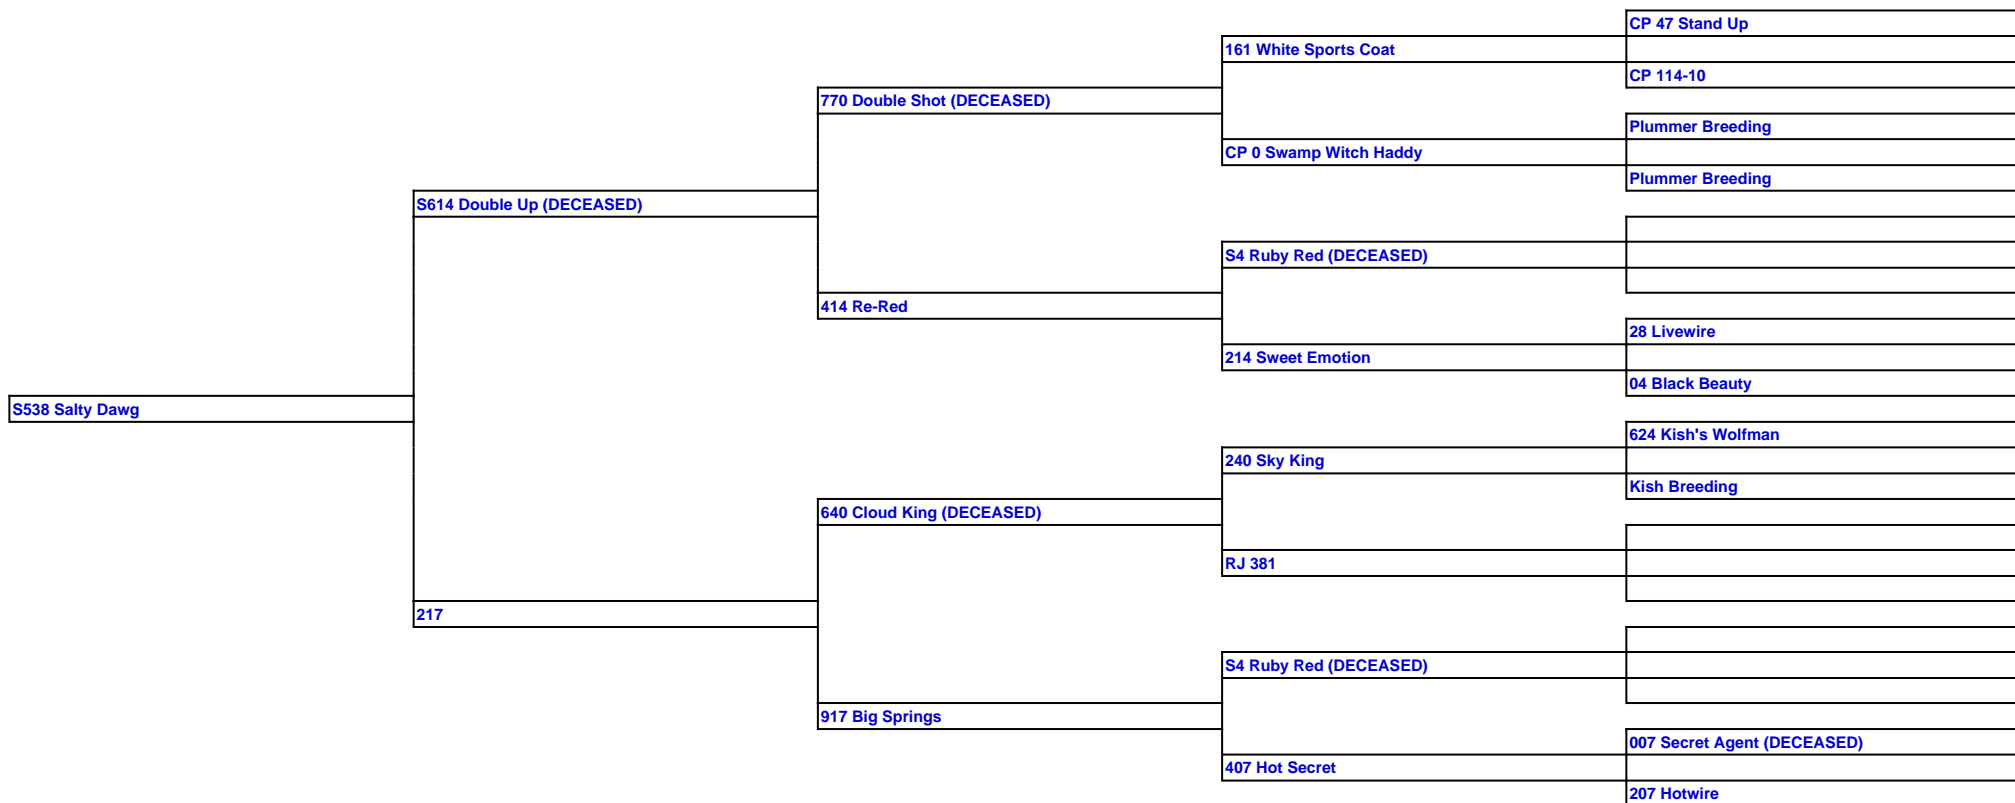 CP 47 Stand Up
161 White Sports Coat
CP 114-10
770 Double Shot (DECEASED)
Plummer Breeding
CP 0 Swamp Witch Haddy
Plummer Breeding
S614 Double Up (DECEASED)
S4 Ruby Red (DECEASED)
414 Re-Red
28 Livewire
214 Sweet Emotion
04 Black Beauty
S538 Salty Dawg
624 Kish's Wolfman
240 Sky King
Kish Breeding
640 Cloud King (DECEASED)
RJ 381
217
S4 Ruby Red (DECEASED)
917 Big Springs
007 Secret Agent (DECEASED)
407 Hot Secret
207 Hotwire